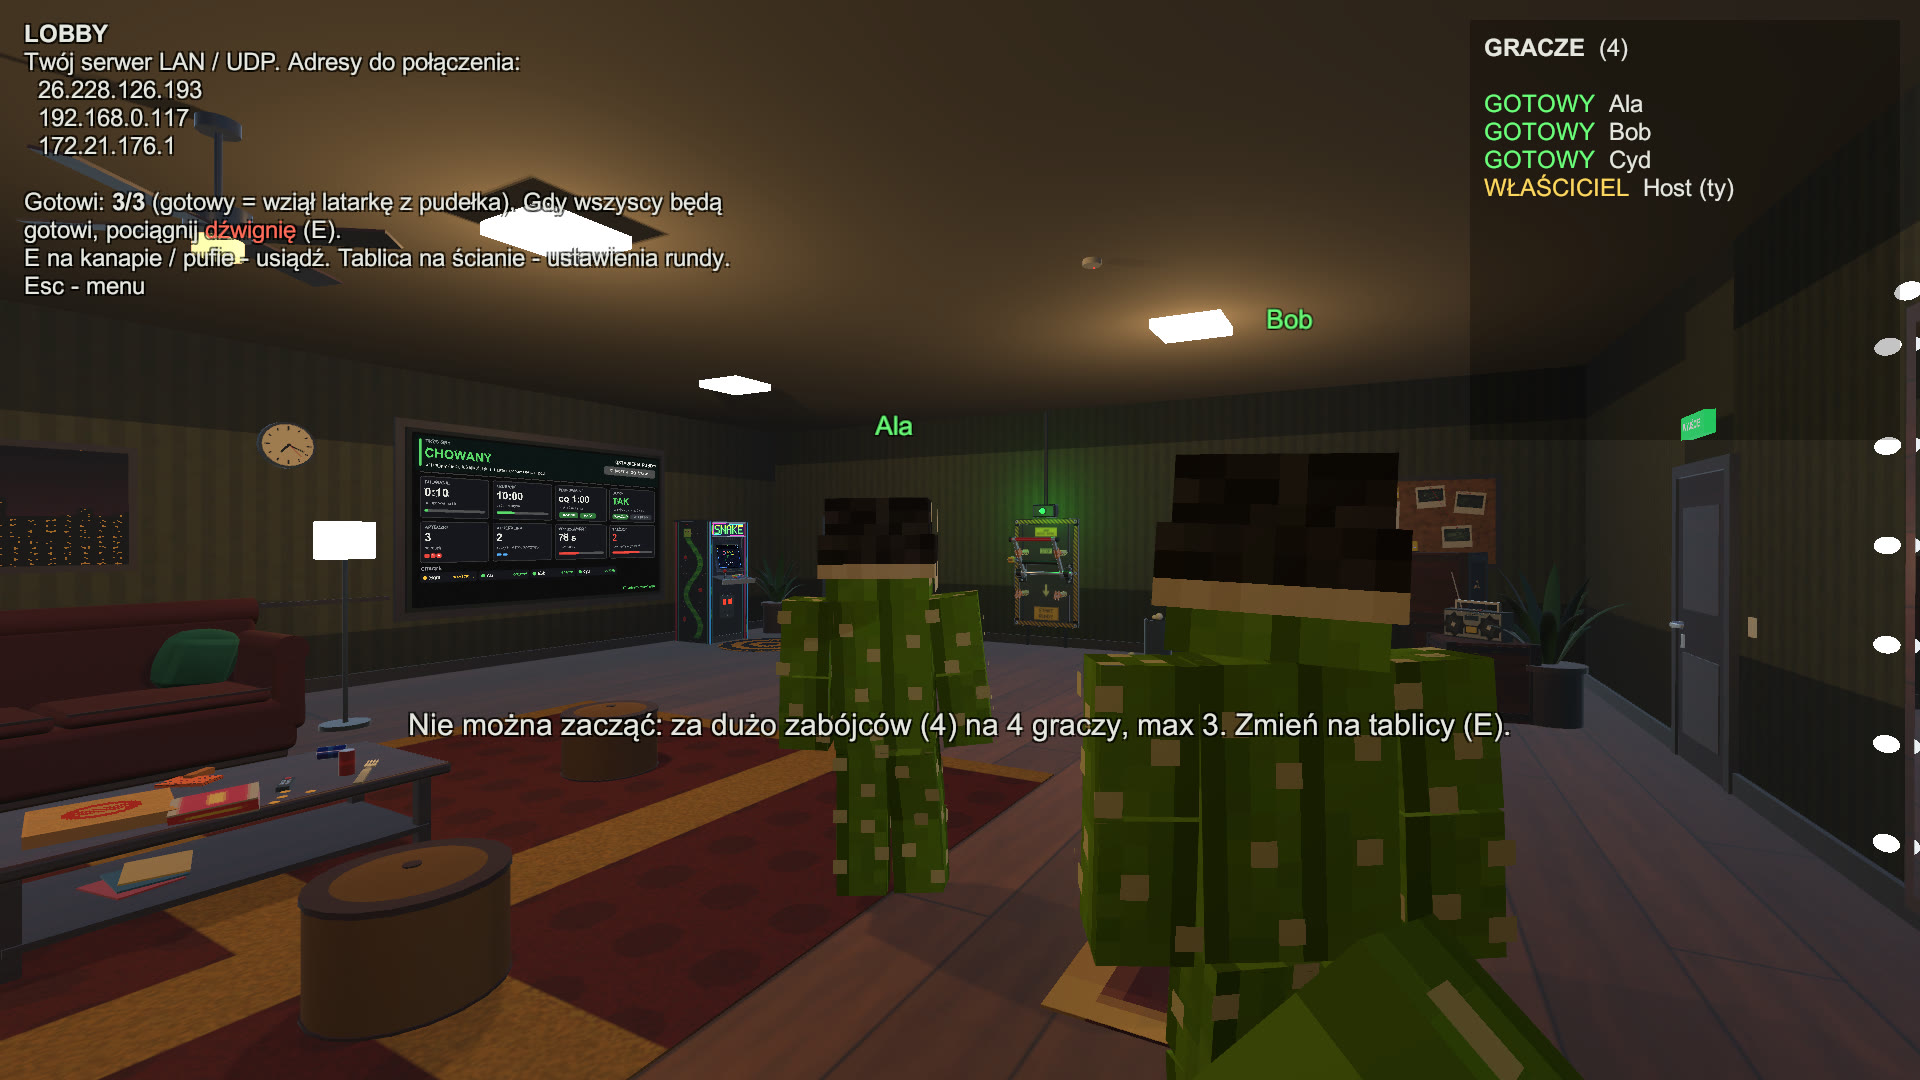 LOBBY
Twój serwer LAN / UDP. Adresy do połączenia:
26.228.126.193
192.168.0.117
172.21.176.1
Gotowi: 3/3 (gotowy = wziął latarkę z pudełka). Gdy wszyscy będą
gotowi, pociągnij dźwignię (E).
E na kanapie / pufie - usiądź. Tablica na ścianie - ustawienia rundy.
Esc - menu
GRACZE (4)
GOTOWY Ala
GOTOWY Bob
GOTOWY Cyd
WŁAŚCICIEL Host (ty)
Bob
Ala
CHOWANY
0:10
10:00
co 1:00
TAK
3
2
78 s
2
SNAKE
Nie można zacząć: za dużo zabójców (4) na 4 graczy, max 3. Zmień na tablicy (E).